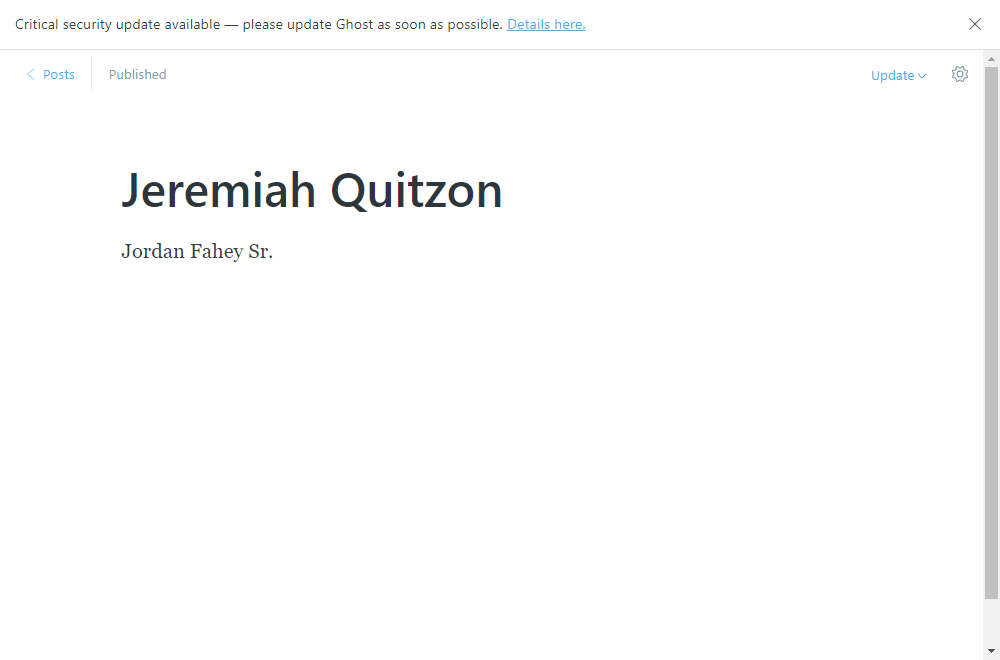 Critical security update available — please update Ghost as soon as possible. Details here.
Posts
Published
Update
Jeremiah Quitzon
Jordan Fahey Sr.